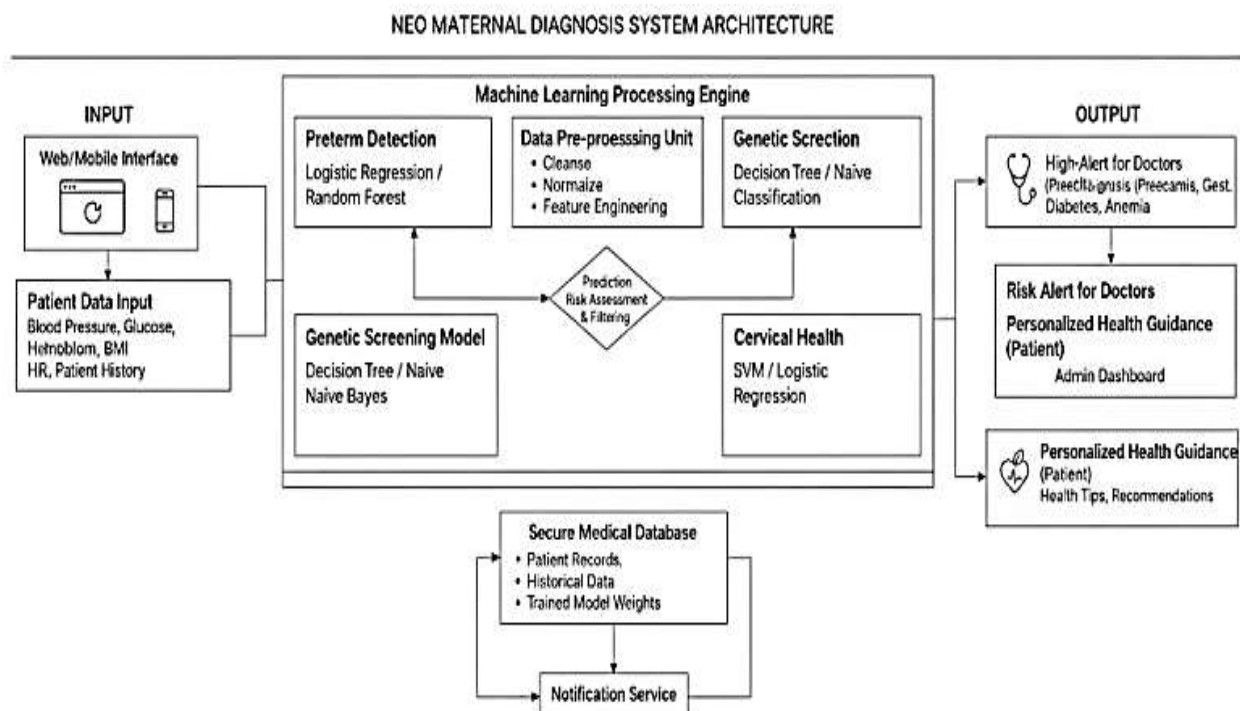 NEO MATERNAL DIAGNOSIS SYSTEM ARCHITECTURE
INPUT
Web/Mobile Interface
Patient Data Input
Blood Pressure, Glucose,
Hemoblom, BMI
HR, Patient History
Machine Learning Processing Engine
Preterm Detection
Logistic Regression /
Random Forest
Data Pre-proessing Unit
• Cleanse
• Normaize
• Feature Engineering
Genetic Screction
Decision Tree / Naive
Classification
Prediction
Risk Assessment
& Filtering
Genetic Screening Model
Decision Tree / Naive
Naive Bayes
Cervical Health
SVM / Logistic
Regression
OUTPUT
High-Alert for Doctors
Gest.
Diabetes, Anemia
Risk Alert for Doctors
Personalized Health Guidance
(Patient)
Admin Dashboard
Personalized Health Guidance
(Patient)
Health Tips, Recommendations
Secure Medical Database
• Patient Records,
• Historical Data
• Trained Model Weights
Notification Service